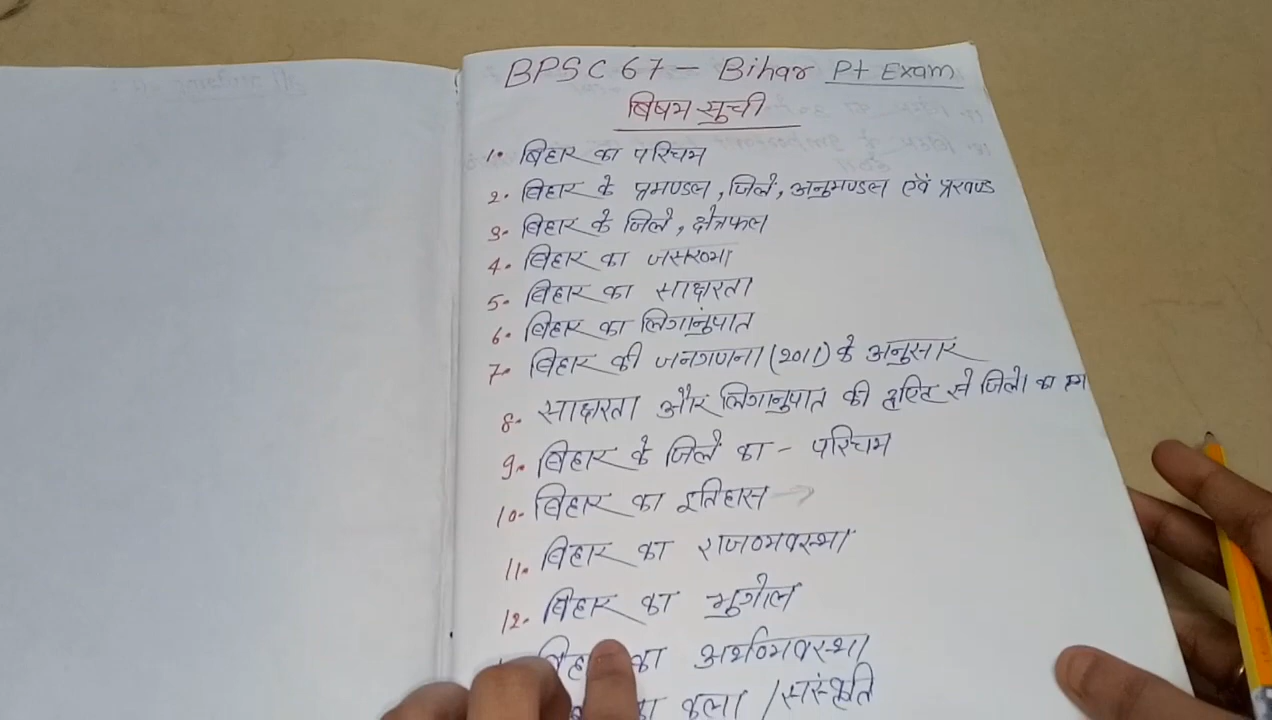 BPSC 67 - Bihar Pt Exam
बिषय सुची
1. बिहार का परिचय
2. बिहार के प्रमण्डल, जिले, अनुमण्डल एवं प्रखण्ड
3. बिहार के जिले, क्षेत्रफल
4. बिहार का जसख्या
5. बिहार का साक्षरता
6. बिहार का लिगानुंपात
7. बिहार की जनगणना (2011) के अनुसार
8. साक्षरता और लिगानुपात की दृष्टि से जिलो का
9. बिहार के जिले का - परिचय
10. बिहार का इतिहास
11. बिहार का राजव्यवस्था
12. बिहार का भुगोल
का अर्थव्यवस्था
का कला / संस्कृति